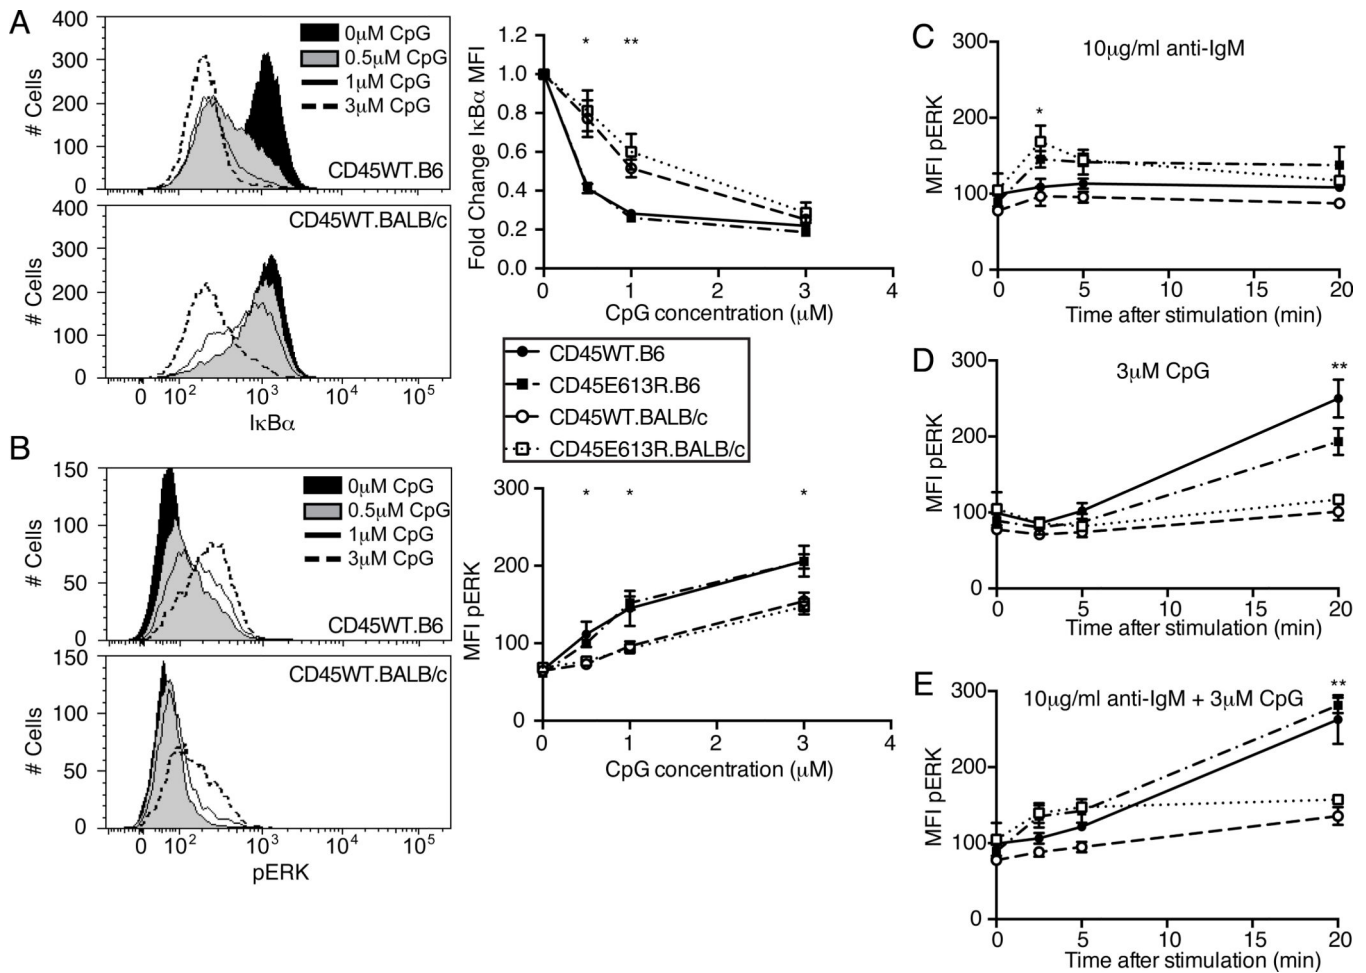 A
400
300
200
100
0
# Cells
0μM CpG
0.5μM CpG
1μM CpG
3μM CpG
CD45WT.B6
400
300
200
100
0
# Cells
CD45WT.BALB/c
0 10² 10³ 10⁴ 10⁵
IκBα
1.2
1.0
0.8
0.6
0.4
0.2
0.0
Fold Change IκBα MFI
* **
0 1 2 3 4
CpG concentration (μM)
CD45WT.B6
CD45E613R.B6
CD45WT.BALB/c
CD45E613R.BALB/c
B
150
100
50
0
# Cells
0μM CpG
0.5μM CpG
1μM CpG
3μM CpG
CD45WT.B6
150
100
50
0
# Cells
CD45WT.BALB/c
0 10² 10³ 10⁴ 10⁵
pERK
300
200
100
0
MFI pERK
* * *
0 1 2 3 4
CpG concentration (μM)
C
10μg/ml anti-IgM
300
200
100
0
MFI pERK
*
0 5 10 15 20
Time after stimulation (min)
D
3μM CpG
300
200
100
0
MFI pERK
**
0 5 10 15 20
Time after stimulation (min)
E
10μg/ml anti-IgM + 3μM CpG
300
200
100
0
MFI pERK
**
0 5 10 15 20
Time after stimulation (min)